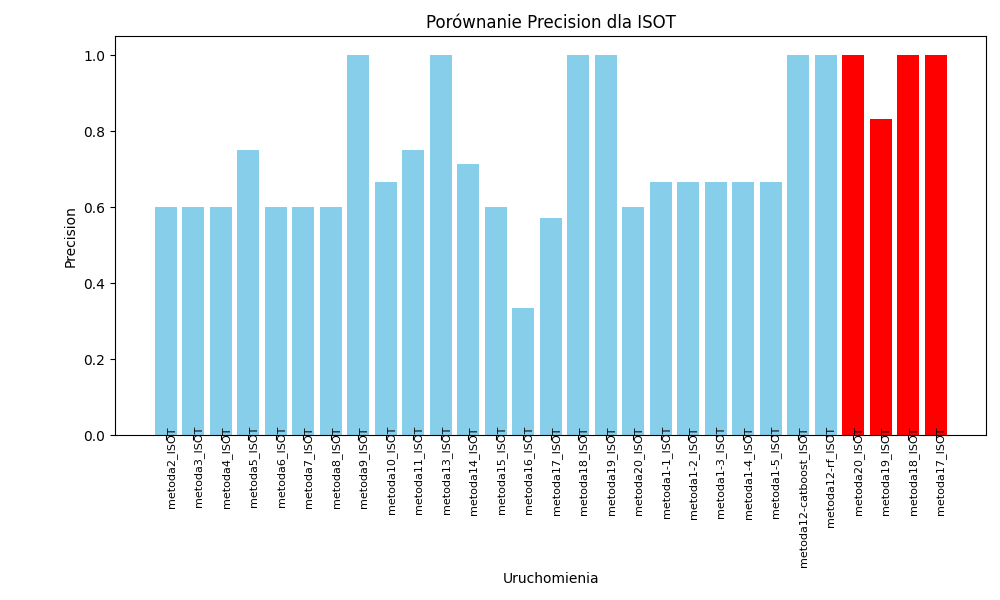 Porównanie Precision dla ISOT
Precision
1.0
0.8
0.6
0.4
0.2
0.0
metoda2_ISOT
metoda3_ISOT
metoda4_ISOT
metoda5_ISOT
metoda6_ISOT
metoda7_ISOT
metoda8_ISOT
metoda9_ISOT
metoda10_ISOT
metoda11_ISOT
metoda13_ISOT
metoda14_ISOT
metoda15_ISOT
metoda16_ISOT
metoda17_ISOT
metoda18_ISOT
metoda19_ISOT
metoda20_ISOT
metoda1-1_ISOT
metoda1-2_ISOT
metoda1-3_ISOT
metoda1-4_ISOT
metoda1-5_ISOT
metoda12-catboost_ISOT
metoda12-rf_ISOT
metoda20_ISOT
metoda19_ISOT
metoda18_ISOT
metoda17_ISOT
Uruchomienia